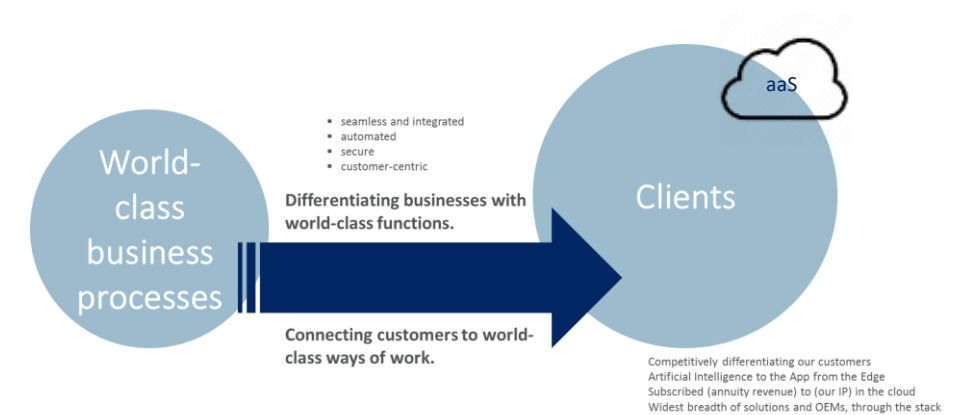 aaS
▪ seamless and integrated
▪ automated
▪ secure
▪ customer-centric
World-
class
business
processes
Differentiating businesses with
world-class functions.
Clients
Connecting customers to world-
class ways of work.
Competitively differentiating our customers
Artificial Intelligence to the App from the Edge
Subscribed (annuity revenue) to (our IP) in the cloud
Widest breadth of solutions and OEMs, through the stack